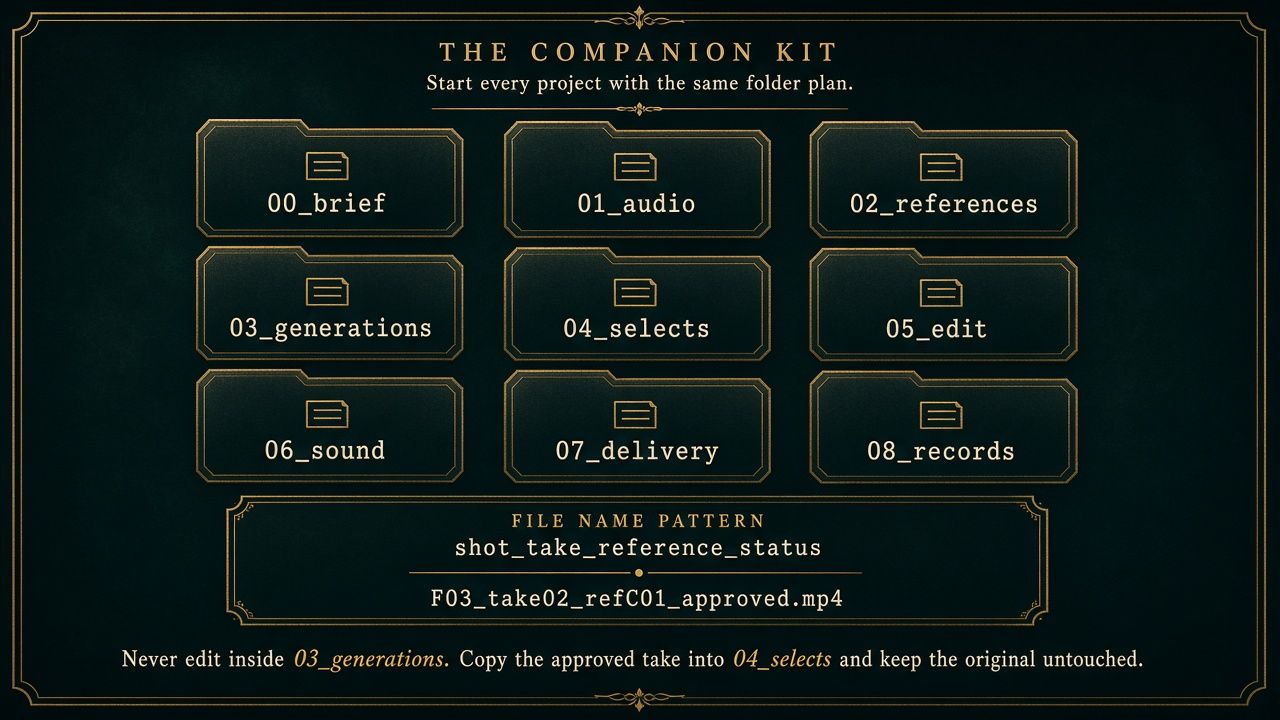 THE COMPANION KIT
Start every project with the same folder plan.
00_brief
01_audio
02_references
03_generations
04_selects
05_edit
06_sound
07_delivery
08_records
FILE NAME PATTERN
shot_take_reference_status
F03_take02_refC01_approved.mp4
Never edit inside 03_generations. Copy the approved take into 04_selects and keep the original untouched.